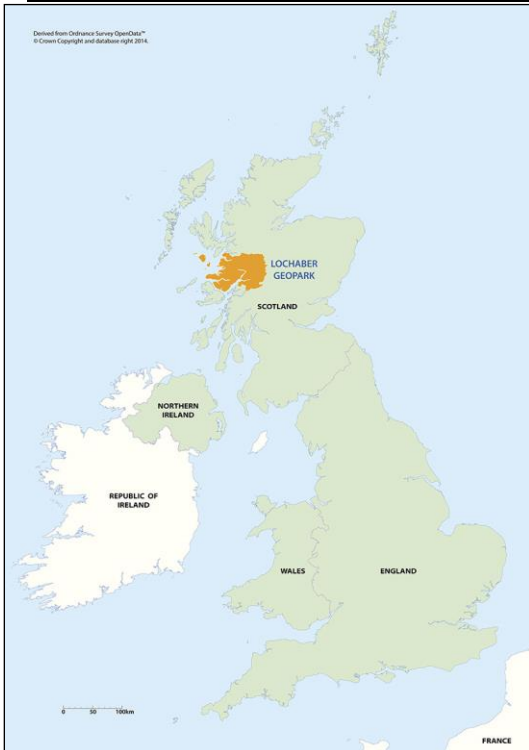 Derived from Ordnance Survey OpenData™
© Crown Copyright and database right 2014.
LOCHABER
GEOPARK
SCOTLAND
NORTHERN
IRELAND
REPUBLIC OF
IRELAND
WALES
ENGLAND
0 50 100km
FRANCE